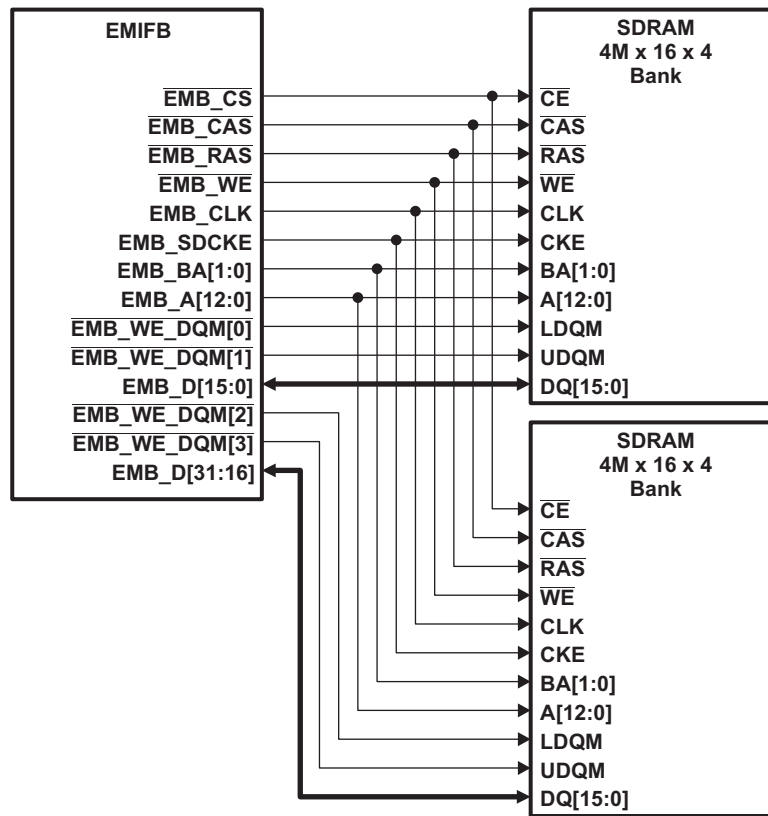 EMIFB
EMB_CS
EMB_CAS
EMB_RAS
EMB_WE
EMB_CLK
EMB_SDCKE
EMB_BA[1:0]
EMB_A[12:0]
EMB_WE_DQM[0]
EMB_WE_DQM[1]
EMB_D[15:0]
EMB_WE_DQM[2]
EMB_WE_DQM[3]
EMB_D[31:16]
SDRAM
4M x 16 x 4
Bank
CE
CAS
RAS
WE
CLK
CKE
BA[1:0]
A[12:0]
LDQM
UDQM
DQ[15:0]
SDRAM
4M x 16 x 4
Bank
CE
CAS
RAS
WE
CLK
CKE
BA[1:0]
A[12:0]
LDQM
UDQM
DQ[15:0]